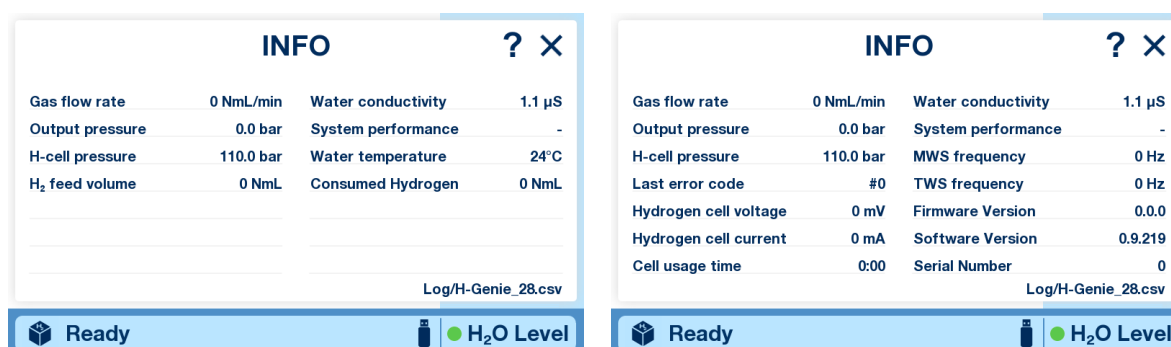 INFO ? ×
Gas flow rate 0 NmL/min Water conductivity 1.1 µS
Output pressure 0.0 bar System performance -
H-cell pressure 110.0 bar Water temperature 24°C
H₂ feed volume 0 NmL Consumed Hydrogen 0 NmL
Log/H-Genie_28.csv
Ready H₂O Level
INFO ? ×
Gas flow rate 0 NmL/min Water conductivity 1.1 µS
Output pressure 0.0 bar System performance -
H-cell pressure 110.0 bar MWS frequency 0 Hz
Last error code #0 TWS frequency 0 Hz
Hydrogen cell voltage 0 mV Firmware Version 0.0.0
Hydrogen cell current 0 mA Software Version 0.9.219
Cell usage time 0:00 Serial Number 0
Log/H-Genie_28.csv
Ready H₂O Level